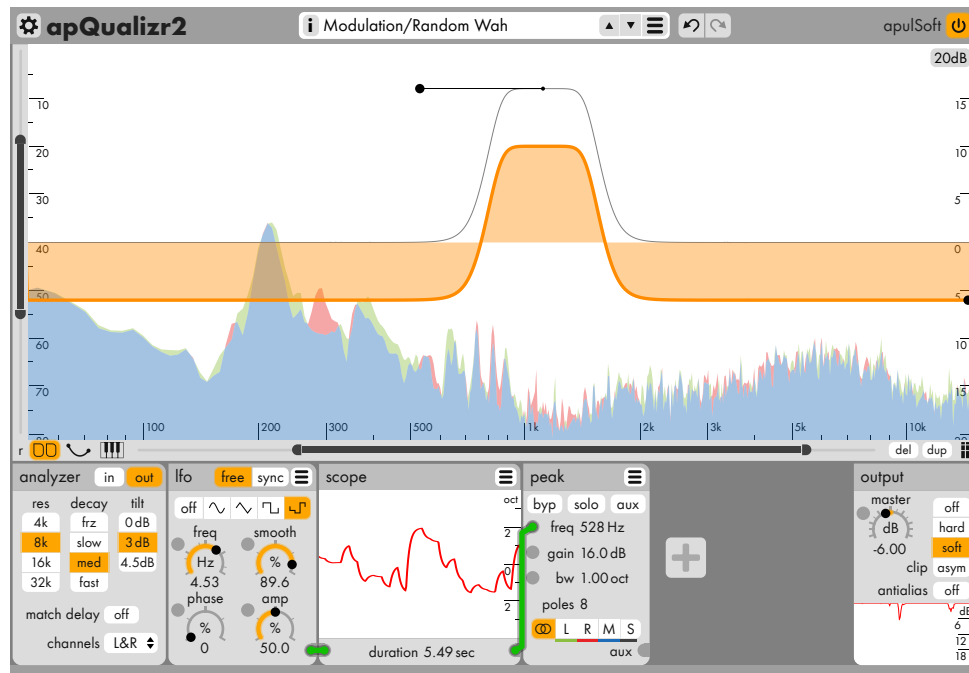 apQualizr2
i Modulation/Random Wah
apulSoft
20dB
10 15
20 10
30 5
40 0
50 5
60 10
70 15
100 200 300 500 1k 2k 3k 5k 10k
r del dup
analyzer in out
res decay tilt
4k frz 0 dB
8k slow 3 dB
16k med 4.5dB
32k fast
match delay off
channels L&R
lfo free sync
off
freq smooth
Hz %
4.53 89.6
phase amp
% %
0 50.0
scope
oct
2
0
2
duration 5.49 sec
peak
byp solo aux
freq 528 Hz
gain 16.0 dB
bw 1.00 oct
poles 8
L R M S
aux
output
master off
dB hard
-6.00 soft
clip asym
antialias off
dB
6
12
18